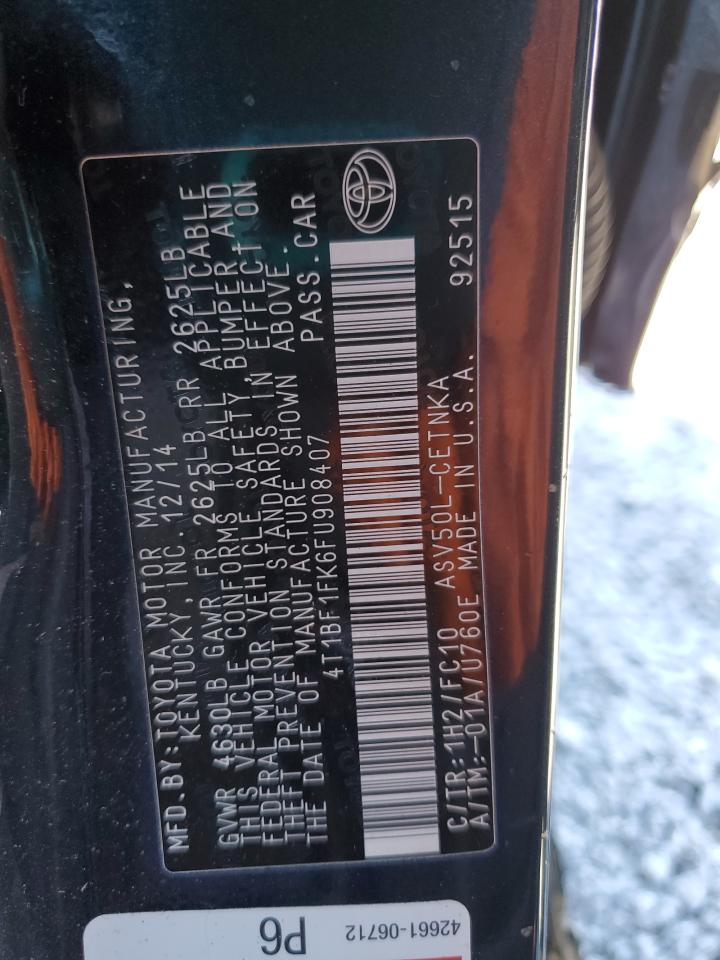 MFD. BY: TOYOTA MOTOR MANUFACTURING,
KENTUCKY, INC. 12/14
GVWR 4630LB GAWR FR 2625LB RR 2625LB
THIS VEHICLE CONFORMS TO ALL APPLICABLE
FEDERAL MOTOR VEHICLE SAFETY, BUMPER AND
THEFT PREVENTION STANDARDS IN EFFECT ON
THE DATE OF MANUFACTURE SHOWN ABOVE.
4T1BF1FK6FU908407 PASS.CAR
C/TR:1H2/FC10 ASV50L-CETNKA 92515
A/TM:-01A/U760E MADE IN U.S.A.
42661-06712
P6